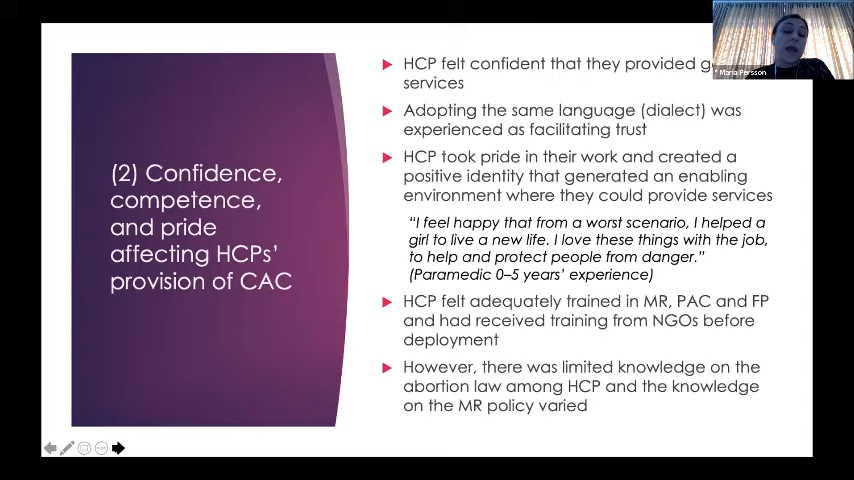 (2) Confidence,
competence,
and pride
affecting HCPs’
provision of CAC
HCP felt confident that they provided
services
Adopting the same language (dialect) was
experienced as facilitating trust
HCP took pride in their work and created a
positive identity that generated an enabling
environment where they could provide services
“I feel happy that from a worst scenario, I helped a
girl to live a new life. I love these things with the job,
to help and protect people from danger.”
(Paramedic 0–5 years’ experience)
HCP felt adequately trained in MR, PAC and FP
and had received training from NGOs before
deployment
However, there was limited knowledge on the
abortion law among HCP and the knowledge
on the MR policy varied
Maria Persson